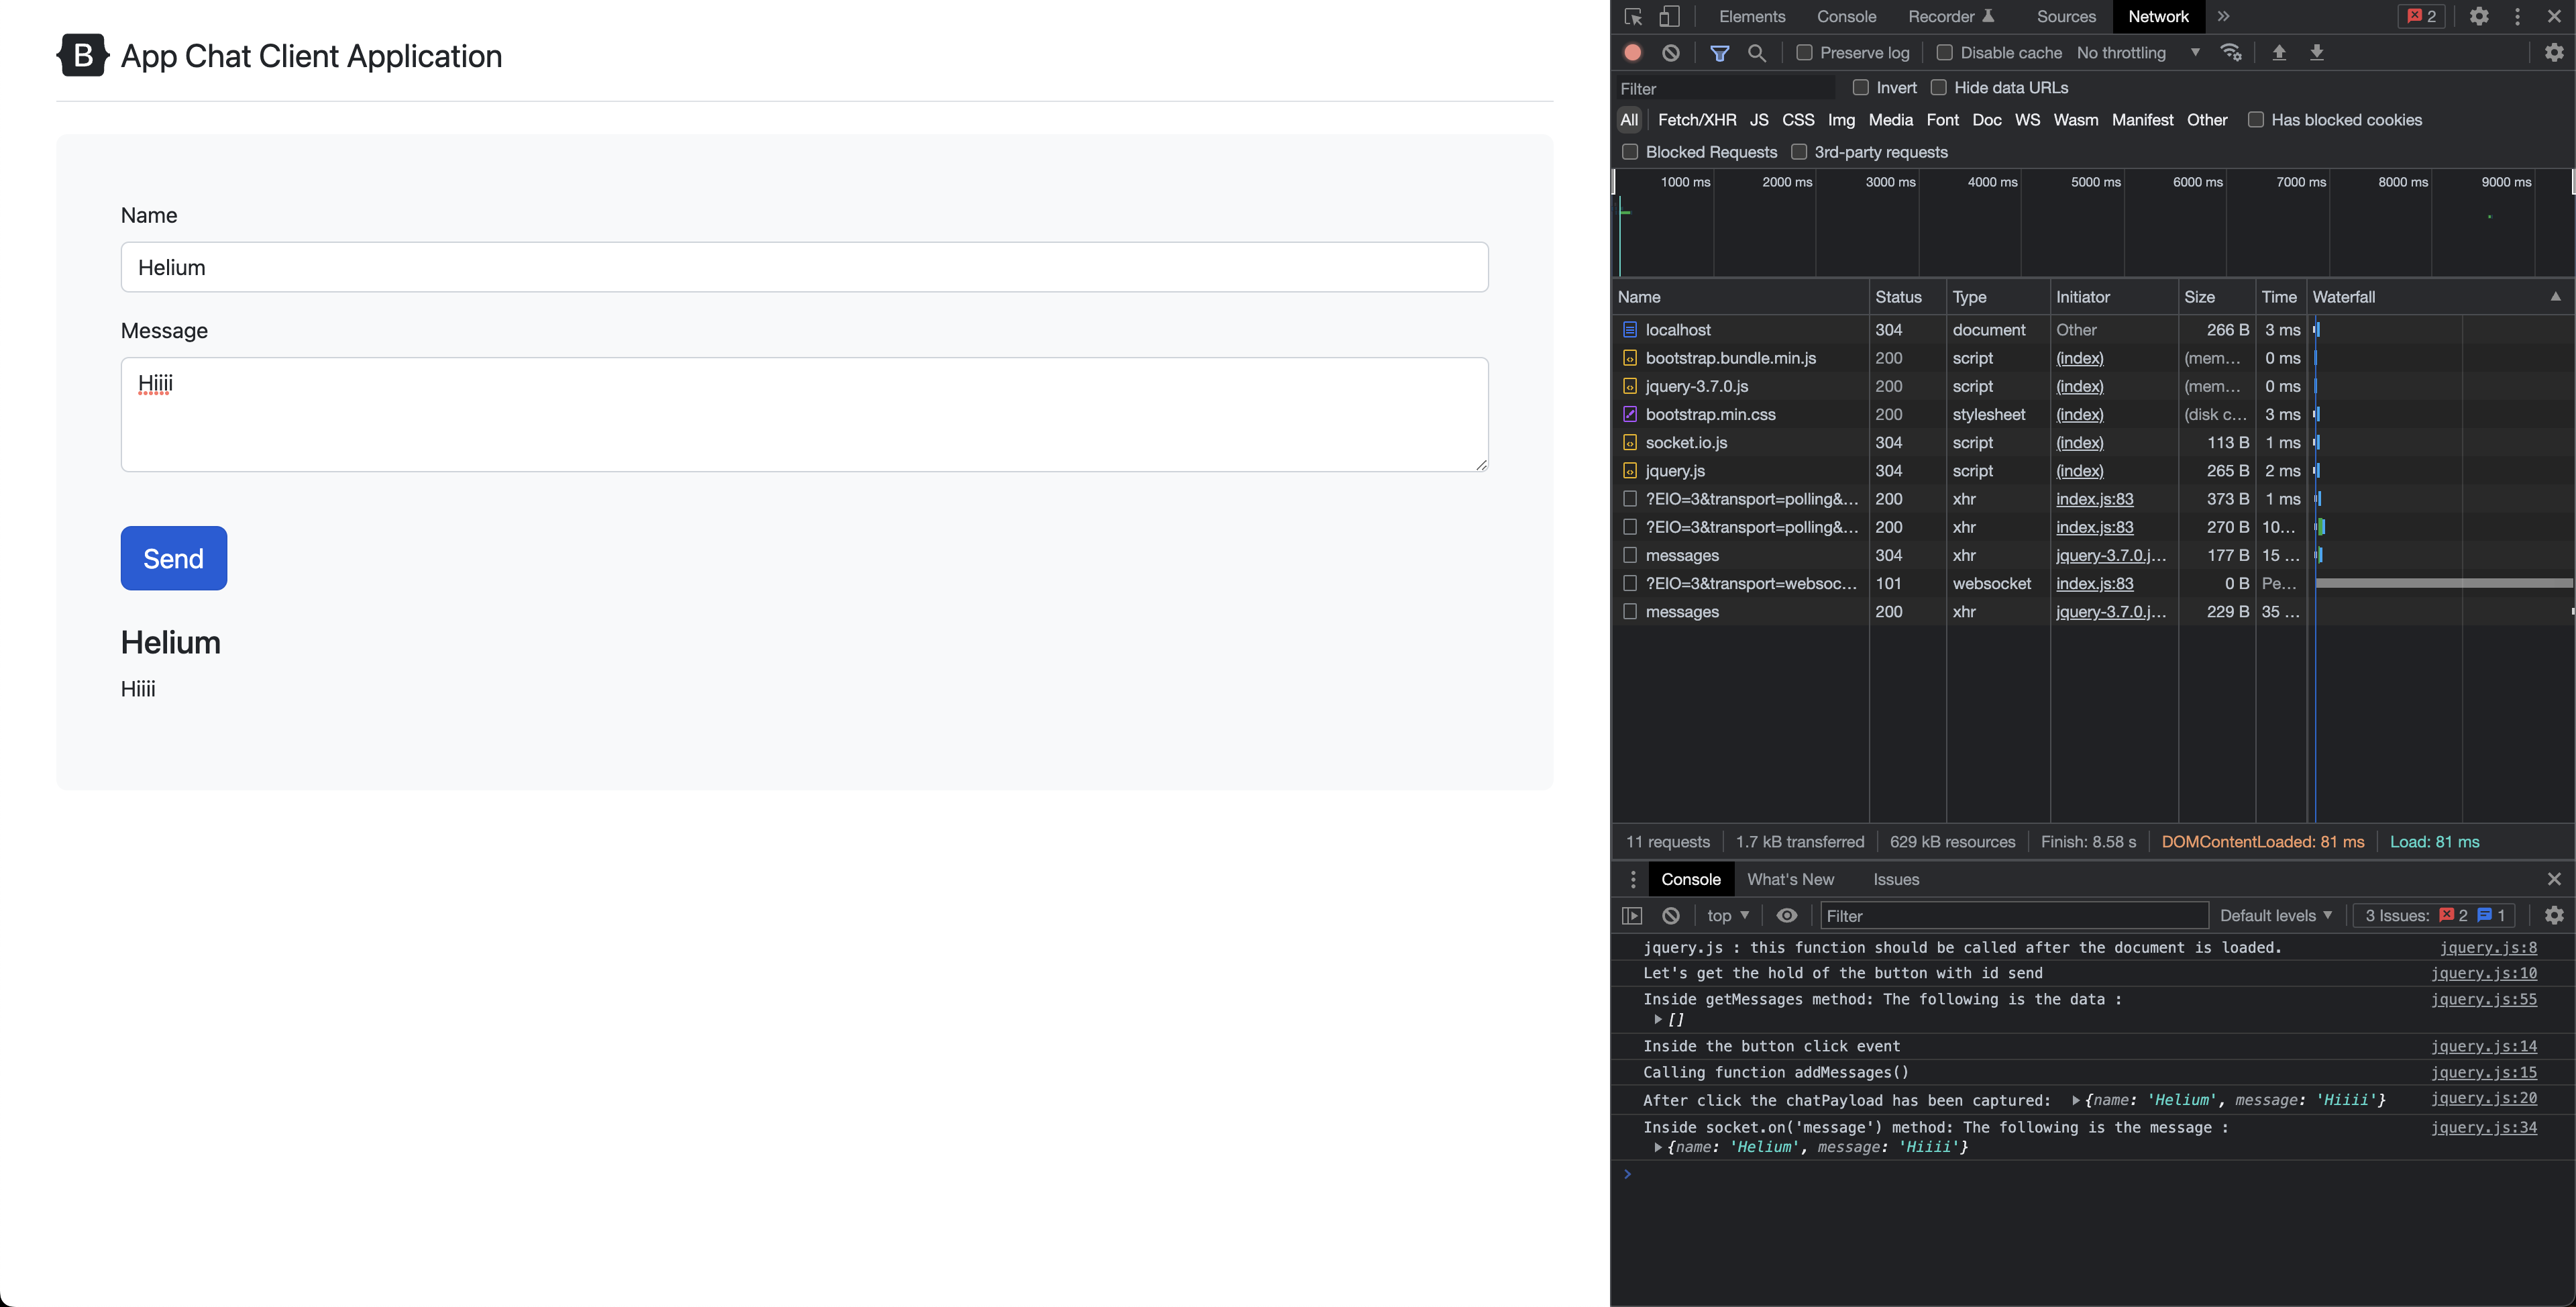 B App Chat Client Application
Name
Helium
Message
Hiiii
Send
Helium
Hiiii
Elements Console Recorder Sources Network 2
Preserve log Disable cache No throttling
Filter Invert Hide data URLs
All Fetch/XHR JS CSS Img Media Font Doc WS Wasm Manifest Other Has blocked cookies
Blocked Requests 3rd-party requests
1000 ms 2000 ms 3000 ms 4000 ms 5000 ms 6000 ms 7000 ms 8000 ms 9000 ms
Name Status Type Initiator Size Time Waterfall
localhost 304 document Other 266 B 3 ms
bootstrap.bundle.min.js 200 script (index) (mem... 0 ms
jquery-3.7.0.js 200 script (index) (mem... 0 ms
bootstrap.min.css 200 stylesheet (index) (disk c... 3 ms
socket.io.js 304 script (index) 113 B 1 ms
jquery.js 304 script (index) 265 B 2 ms
?EIO=3&transport=polling&... 200 xhr index.js:83 373 B 1 ms
?EIO=3&transport=polling&... 200 xhr index.js:83 270 B 10...
messages 304 xhr jquery-3.7.0.j... 177 B 15 ...
?EIO=3&transport=websoc... 101 websocket index.js:83 0 B Pe...
messages 200 xhr jquery-3.7.0.j... 229 B 35 ...
11 requests 1.7 kB transferred 629 kB resources Finish: 8.58 s DOMContentLoaded: 81 ms Load: 81 ms
Console What's New Issues
top Filter Default levels 3 Issues: 2 1
jquery.js : this function should be called after the document is loaded. jquery.js:8
Let's get the hold of the button with id send jquery.js:10
Inside getMessages method: The following is the data : jquery.js:55
[]
Inside the button click event jquery.js:14
Calling function addMessages() jquery.js:15
After click the chatPayload has been captured: {name: 'Helium', message: 'Hiiii'} jquery.js:20
Inside socket.on('message') method: The following is the message : jquery.js:34
{name: 'Helium', message: 'Hiiii'}